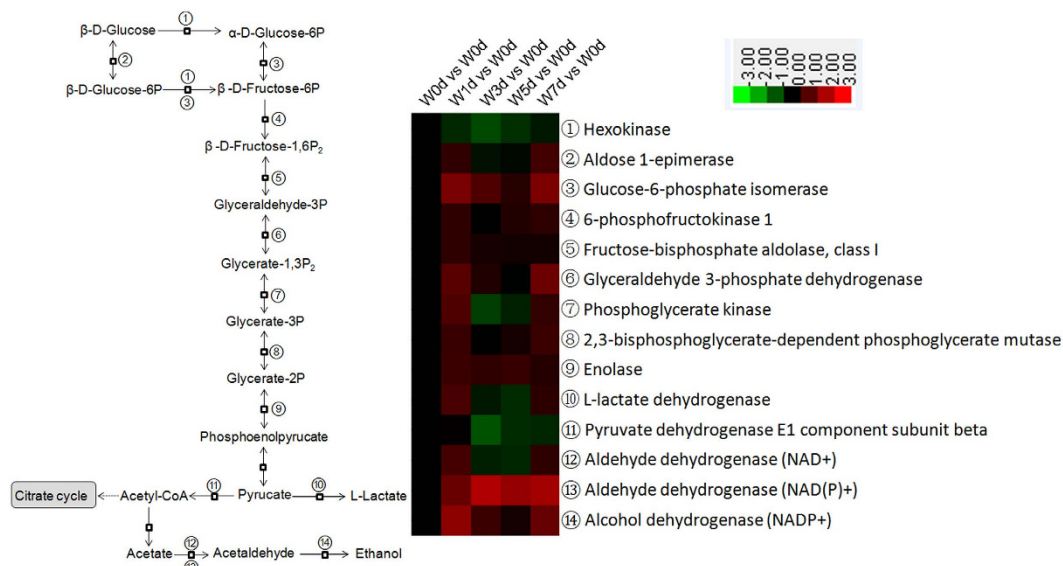 ①
β-D-Glucose
α-D-Glucose-6P
②
③
①
β-D-Glucose-6P
β-D-Fructose-6P
③
④
β-D-Fructose-1,6P₂
⑤
Glyceraldehyde-3P
⑥
Glycerate-1,3P₂
⑦
Glycerate-3P
⑧
Glycerate-2P
⑨
Phosphoenolpyrucate
Citrate cycle
Acetyl-CoA
⑪
Pyrucate
⑩
L-Lactate
Acetate
⑫
Acetaldehyde
⑭
Ethanol
W0d vs W0d
W1d vs W0d
W3d vs W0d
W5d vs W0d
W7d vs W0d
-3.00
-2.00
-1.00
0.00
1.00
2.00
3.00
① Hexokinase
② Aldose 1-epimerase
③ Glucose-6-phosphate isomerase
④ 6-phosphofructokinase 1
⑤ Fructose-bisphosphate aldolase, class I
⑥ Glyceraldehyde 3-phosphate dehydrogenase
⑦ Phosphoglycerate kinase
⑧ 2,3-bisphosphoglycerate-dependent phosphoglycerate mutase
⑨ Enolase
⑩ L-lactate dehydrogenase
⑪ Pyruvate dehydrogenase E1 component subunit beta
⑫ Aldehyde dehydrogenase (NAD+)
⑬ Aldehyde dehydrogenase (NAD(P)+)
⑭ Alcohol dehydrogenase (NADP+)